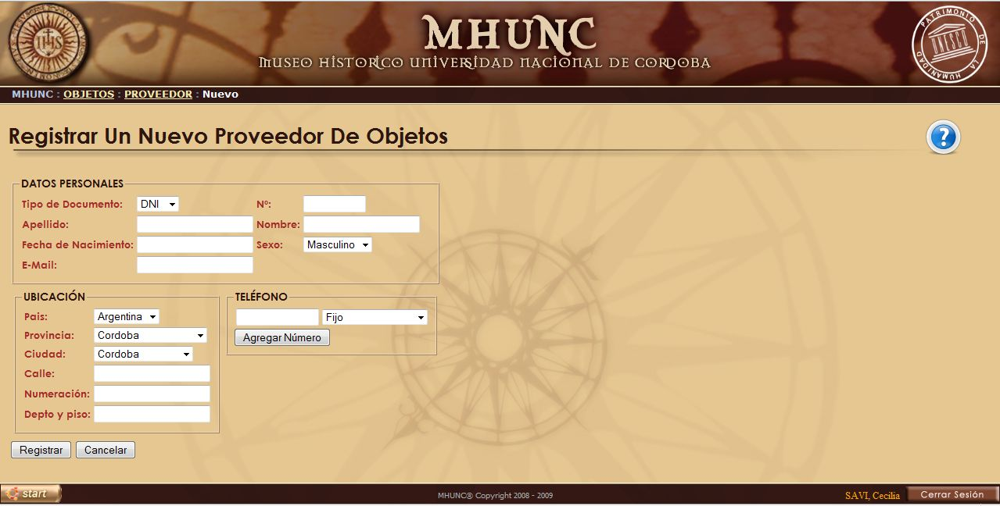 MHUNC
MUSEO HISTORICO UNIVERSIDAD NACIONAL DE CORDOBA
IHS
PATRIMONIO DE LA HUMANIDAD
UNESCO
MHUNC : OBJETOS : PROVEEDOR : Nuevo
Registrar Un Nuevo Proveedor De Objetos
?
DATOS PERSONALES
Tipo de Documento: DNI Nº:
Apellido: Nombre:
Fecha de Nacimiento: Sexo: Masculino
E-Mail:
UBICACIÓN
Pais: Argentina
Provincia: Cordoba
Ciudad: Cordoba
Calle:
Numeración:
Depto y piso:
TELÉFONO
Fijo
Agregar Número
Registrar Cancelar
start MHUNC® Copyright 2008 - 2009 SAVI, Cecilia Cerrar Sesión